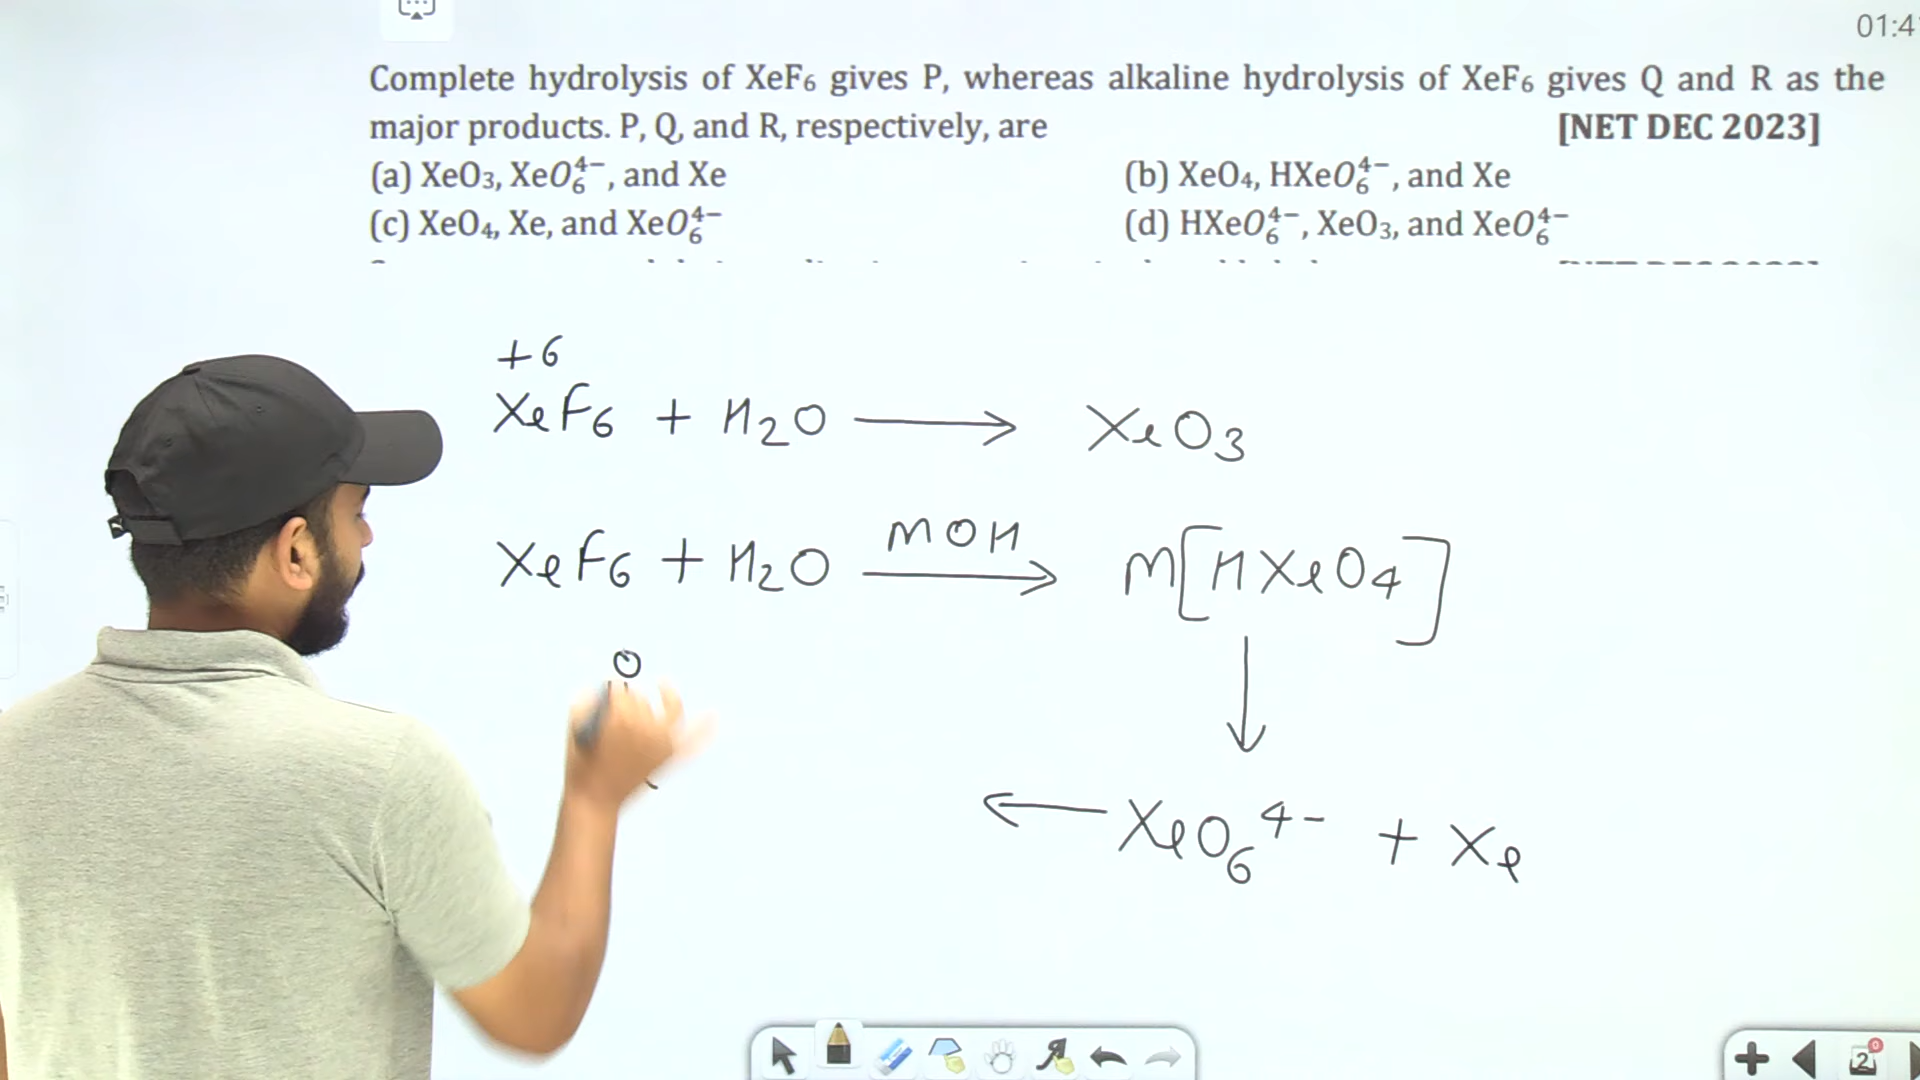 01:4
Complete hydrolysis of XeF₆ gives P, whereas alkaline hydrolysis of XeF₆ gives Q and R as the
major products. P, Q, and R, respectively, are [NET DEC 2023]
(a) XeO₃, XeO₆⁴⁻, and Xe (b) XeO₄, HXeO₆⁴⁻, and Xe
(c) XeO₄, Xe, and XeO₆⁴⁻ (d) HXeO₆⁴⁻, XeO₃, and XeO₆⁴⁻
+6
XeF₆ + H₂O ⟶ XeO₃
MOH
XeF₆ + H₂O ⟶ M[HXeO₄]
↓
O
← XeO₆⁴⁻ + Xe
2
0